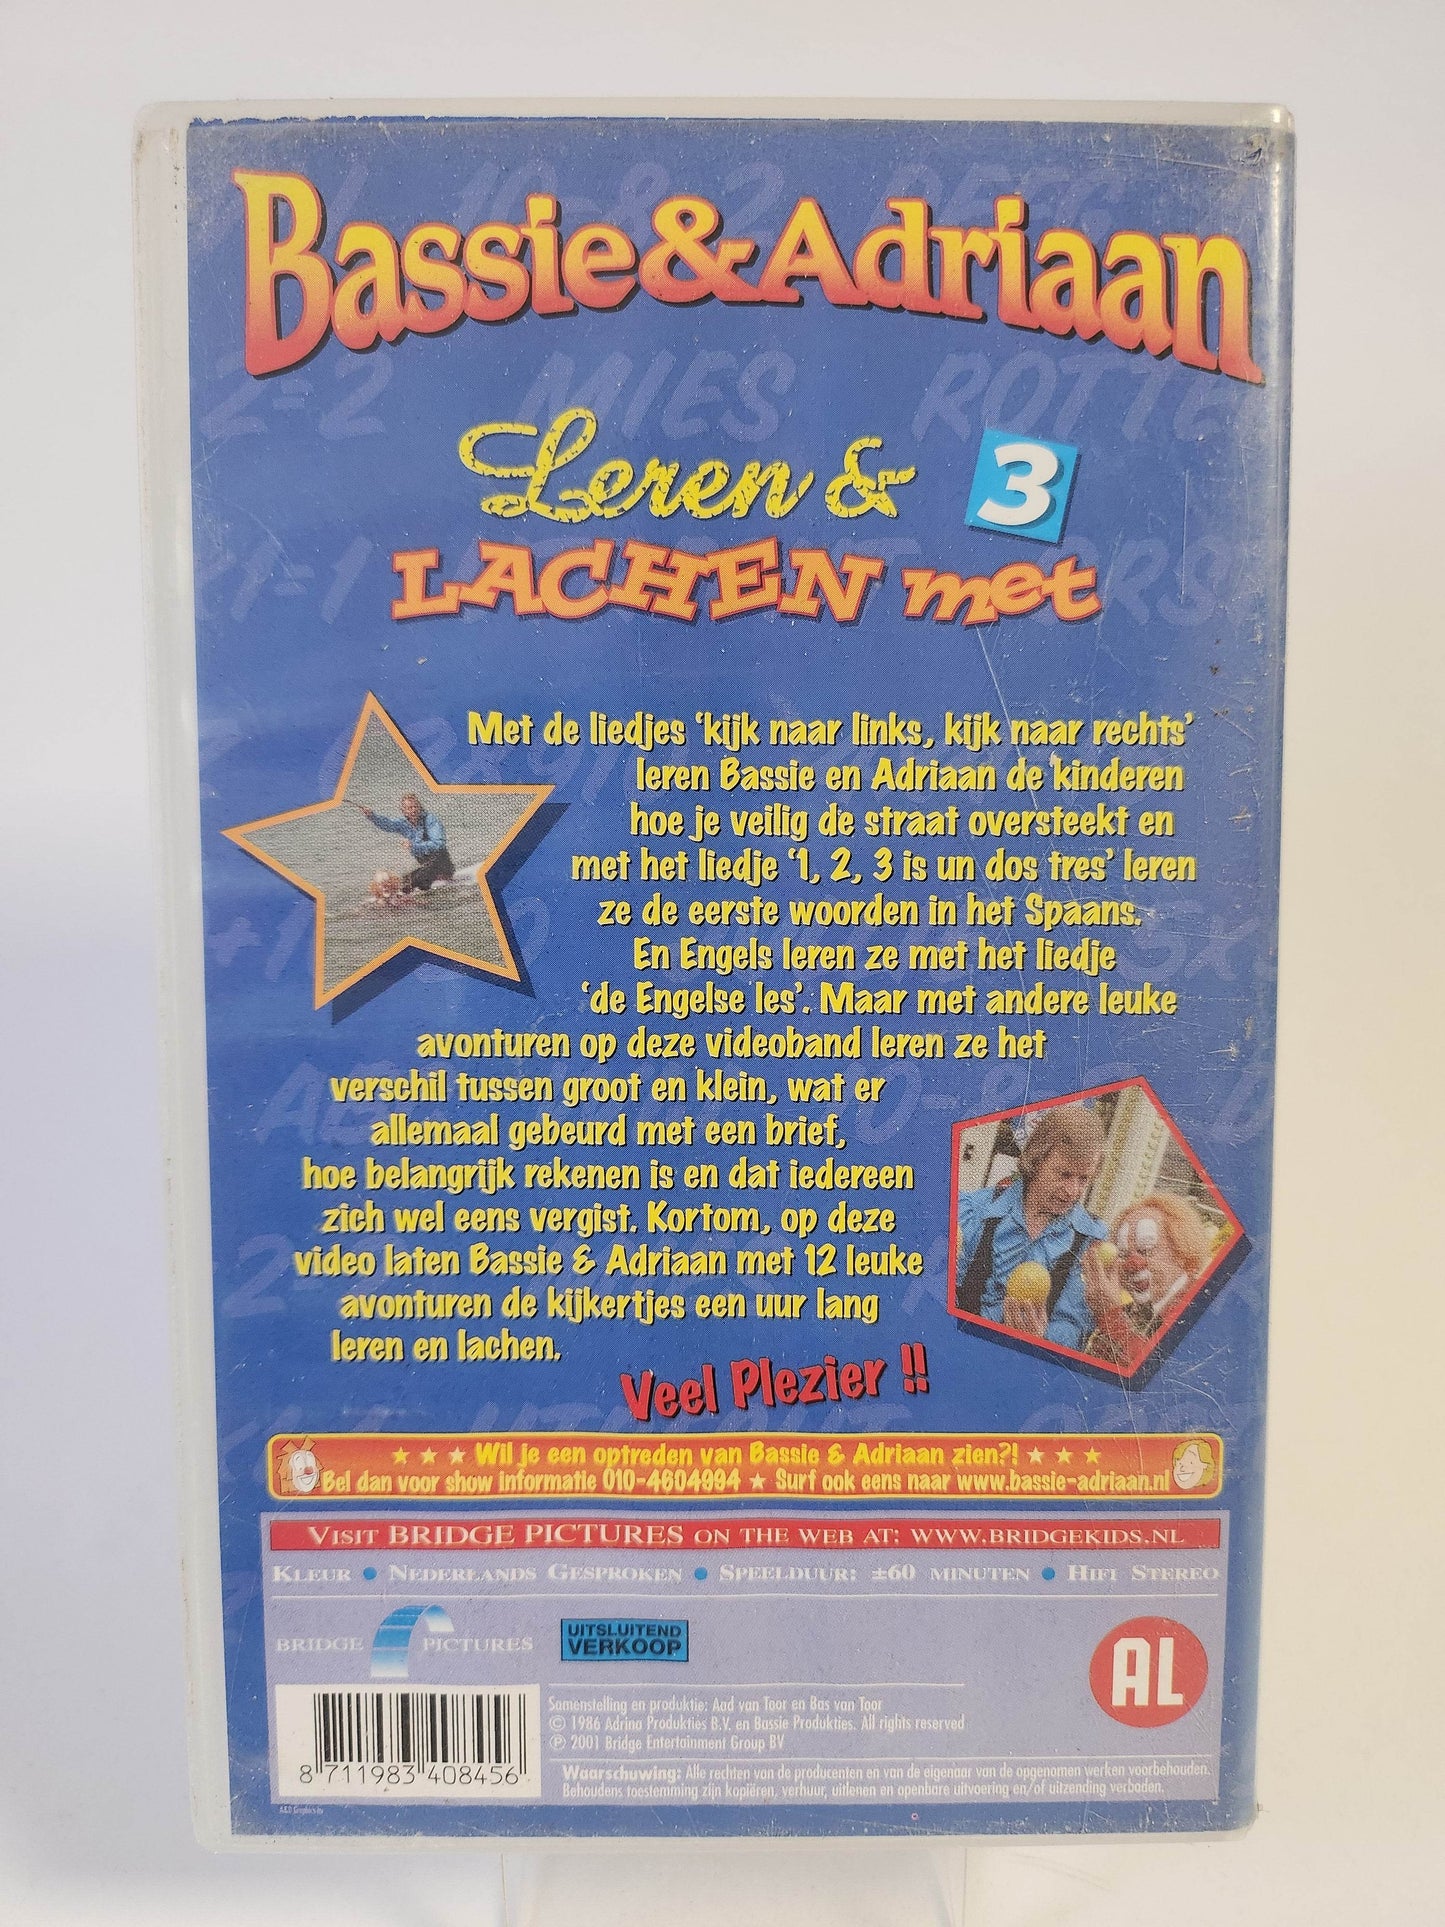 Bassie & Adriaan
Leren & 3
LACHEN met
Met de liedjes ‘kijk naar links, kijk naar rechts’
leren Bassie en Adriaan de kinderen
hoe je veilig de straat oversteekt en
met het liedje ‘1, 2, 3 is un dos tres’ leren
ze de eerste woorden in het Spaans.
En Engels leren ze met het liedje
‘de Engelse les’. Maar met andere leuke
avonturen op deze videoband leren ze het
verschil tussen groot en klein, wat er
allemaal gebeurd met een brief,
hoe belangrijk rekenen is en dat iedereen
zich wel eens vergist. Kortom, op deze
video laten Bassie & Adriaan met 12 leuke
avonturen de kijkertjes een uur lang
leren en lachen.
Veel Plezier !!
★ ★ ★ Wil je een optreden van Bassie & Adriaan zien?! ★ ★ ★
Bel dan voor show informatie 010-4604994 ★ Surf ook eens naar www.bassie-adriaan.nl
VISIT BRIDGE PICTURES ON THE WEB AT: WWW.BRIDGEKIDS.NL
KLEUR • NEDERLANDS GESPROKEN • SPEELDUUR: ±60 MINUTEN • HIFI STEREO
BRIDGE PICTURES
UITSLUITEND
VERKOOP
AL
Samenstelling en produktie: Aad van Toor en Bas van Toor
© 1986 Adrina Produkties B.V. en Bassie Produkties. All rights reserved
℗ 2001 Bridge Entertainment Group BV
8 711983 408456
Waarschuwing: Alle rechten van de producenten en van de eigenaar van de opgenomen werken voorbehouden.
Behoudens toestemming zijn kopiëren, verhuur, uitlenen en openbare uitvoering en/of uitzending verboden.